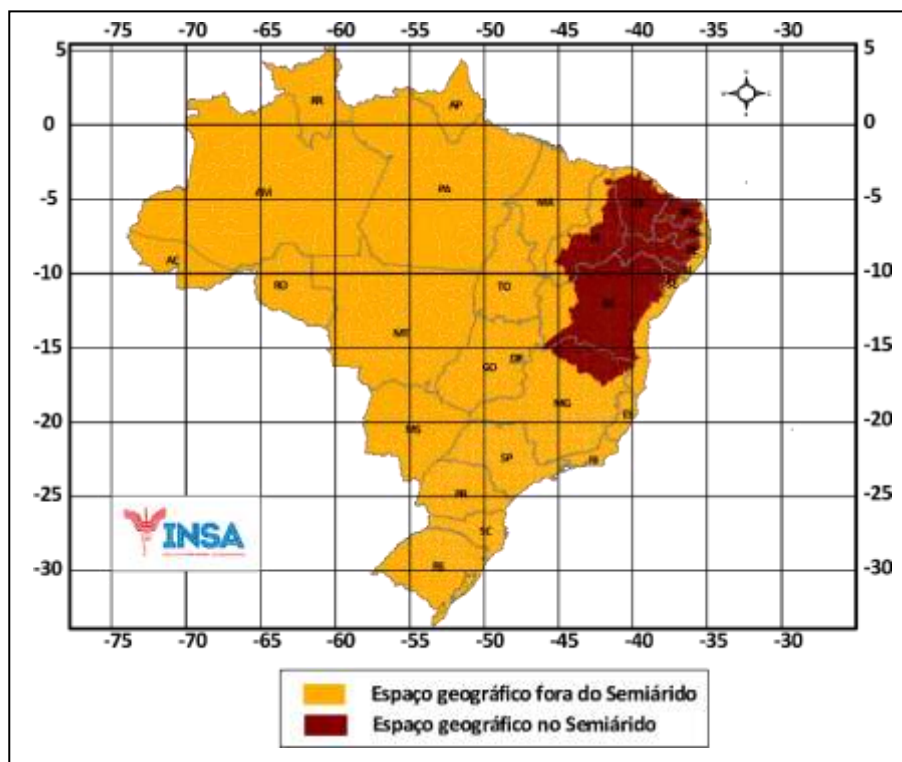 -75 -70 -65 -60 -55 -50 -45 -40 -35 -30
5 5
RR AP
0 0
AM PA MA CE
-5 -5
AC
-10 -10
RO TO
BA
MT
-15 -15
GO DF
MG
ES
-20 -20
MS
SP RJ
PR
-25 -25
INSA
SC
RS
-30 -30
-75 -70 -65 -60 -55 -50 -45 -40 -35 -30
Espaço geográfico fora do Semiárido
Espaço geográfico no Semiárido